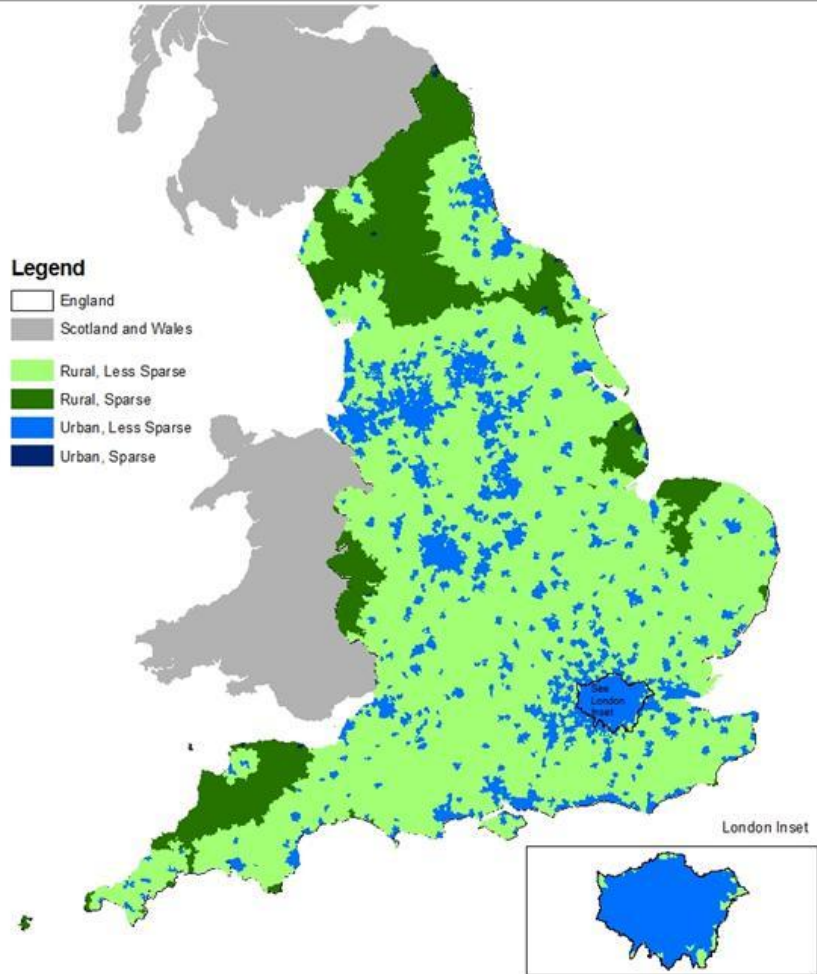 Legend
England
Scotland and Wales
Rural, Less Sparse
Rural, Sparse
Urban, Less Sparse
Urban, Sparse
See
London
Inset
London Inset